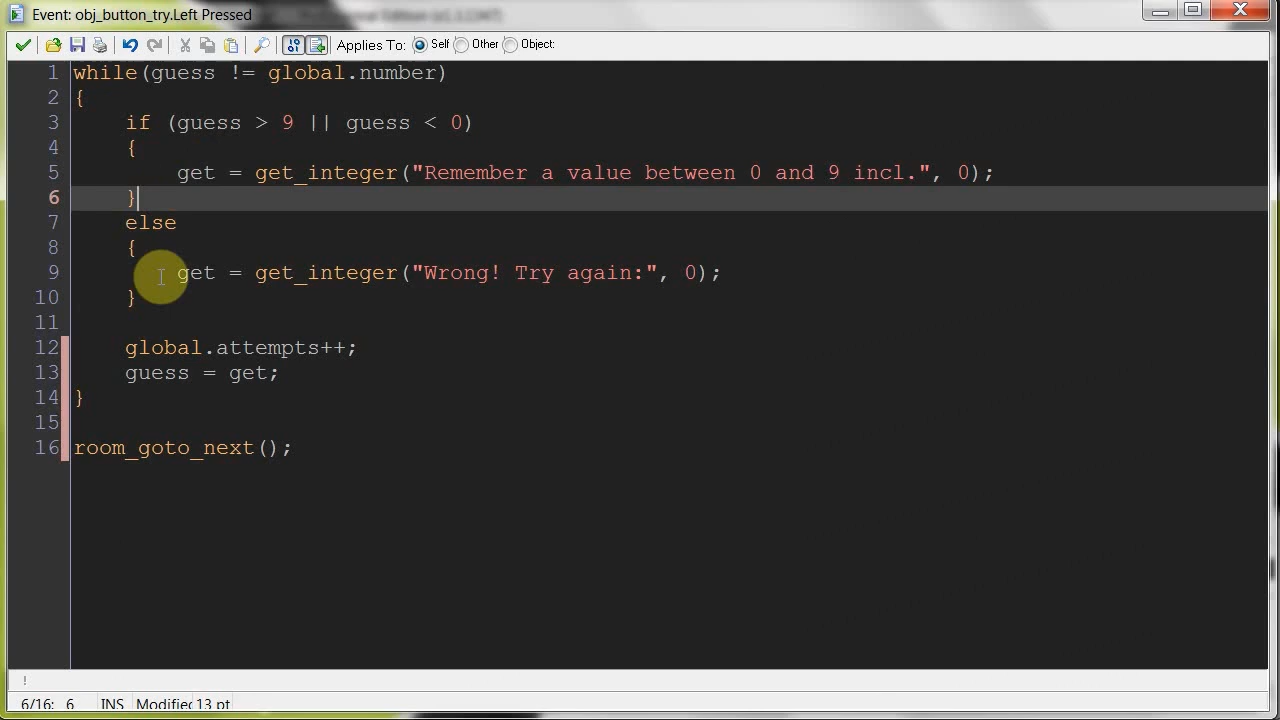 Event: obj_button_try.Left Pressed
Applies To: Self Other Object:
1 while(guess != global.number)
2 {
3 if (guess > 9 || guess < 0)
4 {
5 get = get_integer("Remember a value between 0 and 9 incl.", 0);
6 }
7 else
8 {
9 get = get_integer("Wrong! Try again:", 0);
10 }
11
12 global.attempts++;
13 guess = get;
14 }
15
16 room_goto_next();
!
6/16: 6 INS Modified 13 pt